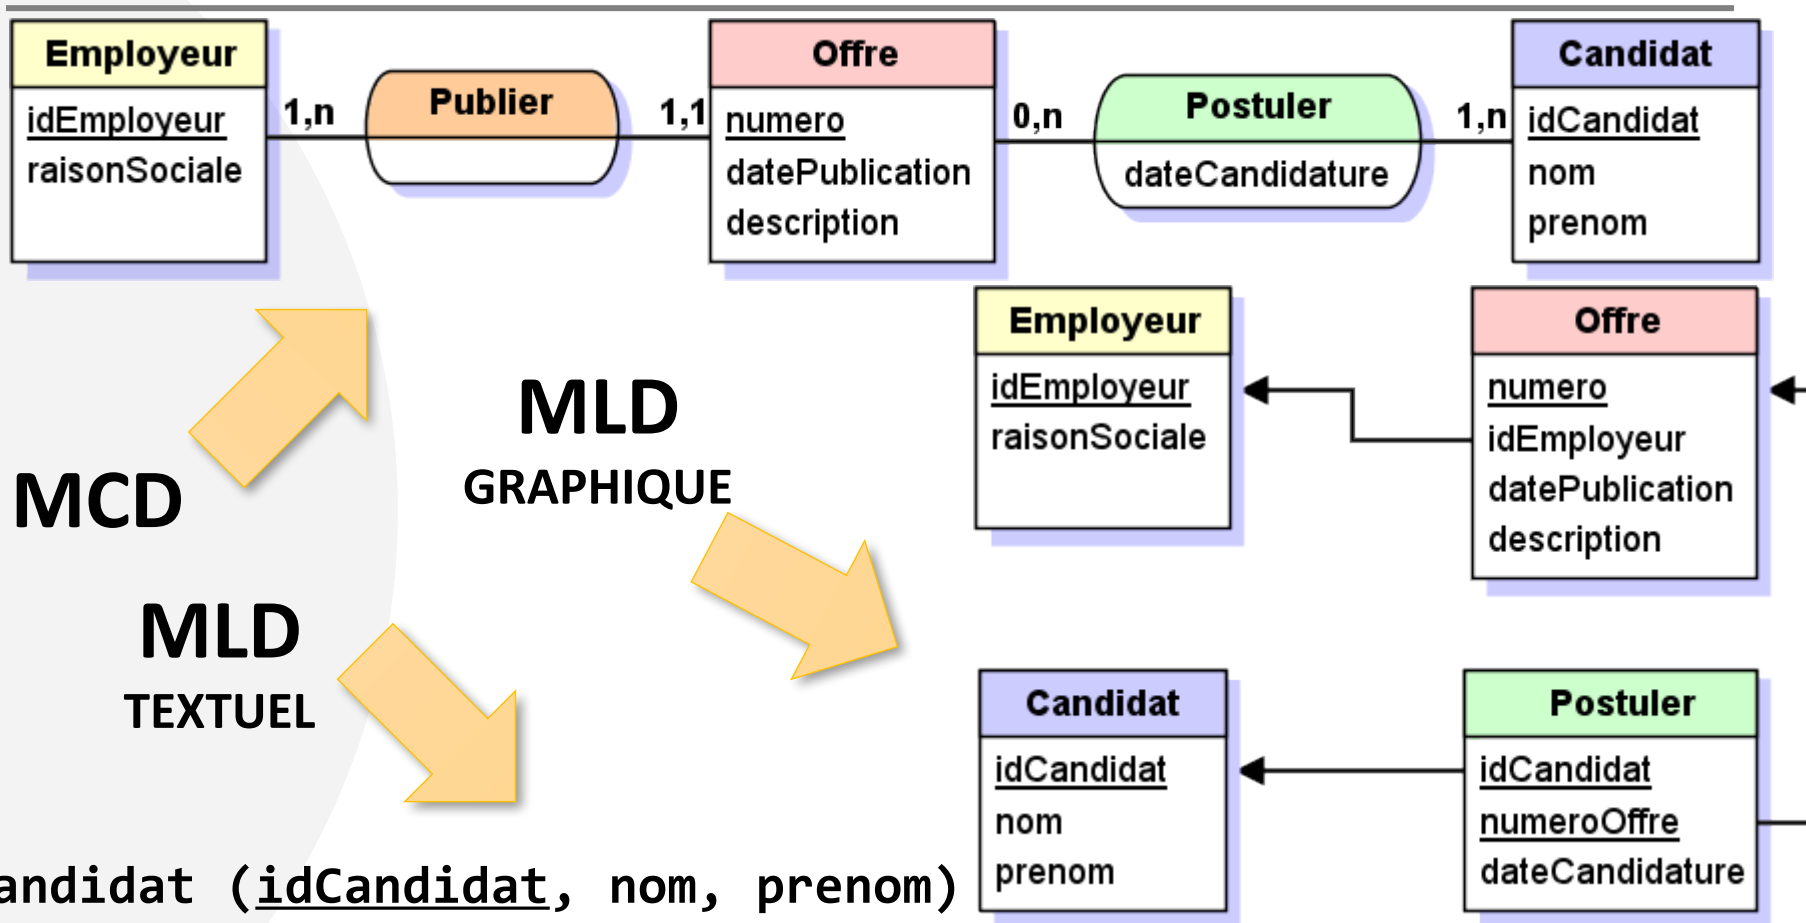 Employeur
idEmployeur
raisonSociale
1,n
Publier
1,1
Offre
numero
datePublication
description
0,n
Postuler
dateCandidature
1,n
Candidat
idCandidat
nom
prenom
MCD
MLD
GRAPHIQUE
Employeur
idEmployeur
raisonSociale
Offre
numero
idEmployeur
datePublication
description
Candidat
idCandidat
nom
prenom
Postuler
idCandidat
numeroOffre
dateCandidature
MLD
TEXTUEL
andidat (idCandidat, nom, prenom)